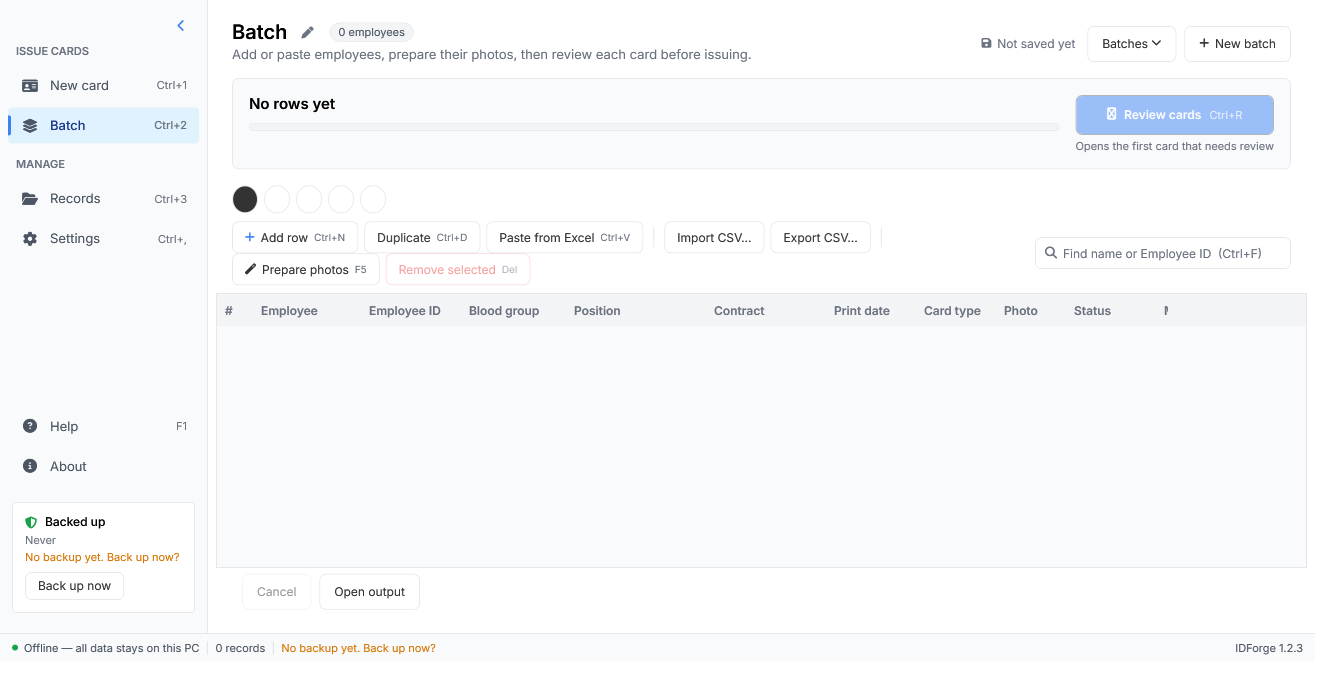 ISSUE CARDS
New card Ctrl+1
Batch Ctrl+2
MANAGE
Records Ctrl+3
Settings Ctrl+,
Help F1
About
Backed up
Never
No backup yet. Back up now?
Back up now
Batch 0 employees
Add or paste employees, prepare their photos, then review each card before issuing.
Not saved yet Batches New batch
No rows yet
Review cards Ctrl+R
Opens the first card that needs review
Add row Ctrl+N Duplicate Ctrl+D Paste from Excel Ctrl+V Import CSV... Export CSV...
Prepare photos F5 Remove selected Del
Find name or Employee ID (Ctrl+F)
# Employee Employee ID Blood group Position Contract Print date Card type Photo Status
Cancel Open output
Offline — all data stays on this PC 0 records No backup yet. Back up now? IDForge 1.2.3